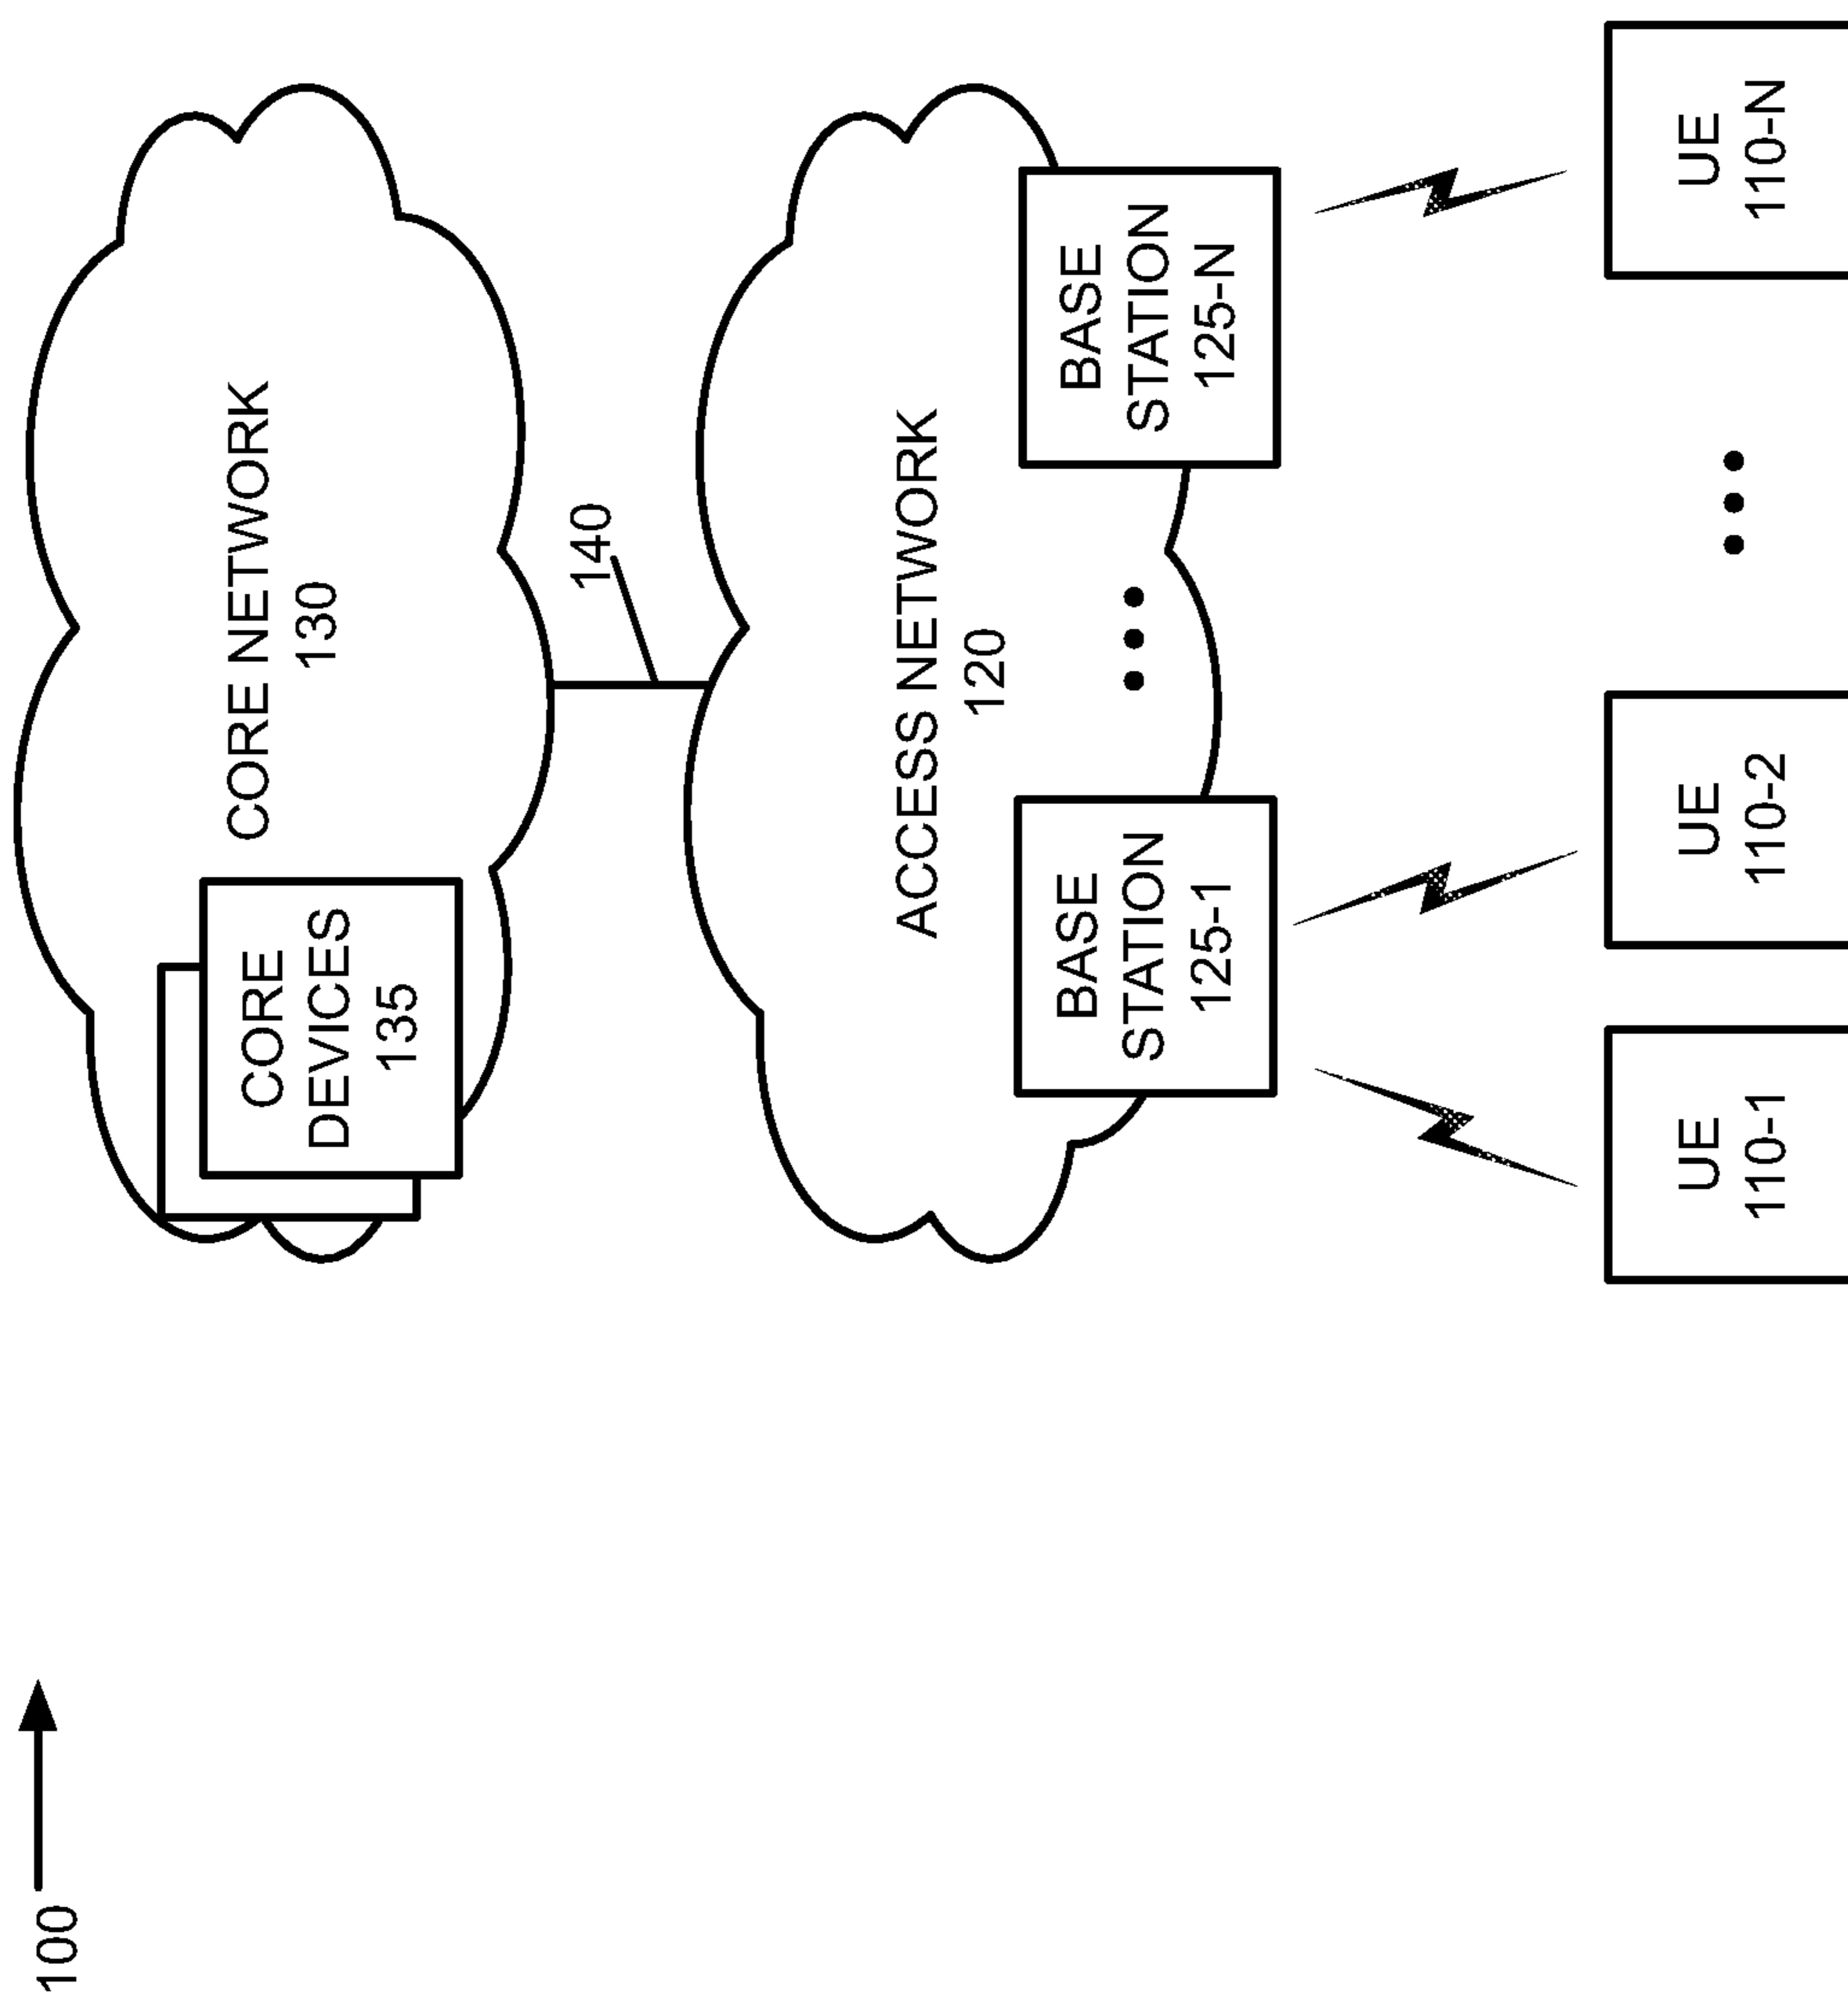 100
CORE NETWORK
130
CORE
DEVICES
135
140
ACCESS NETWORK
120
BASE
STATION
125-1
BASE
STATION
125-N
UE
110-1
UE
110-2
UE
110-N